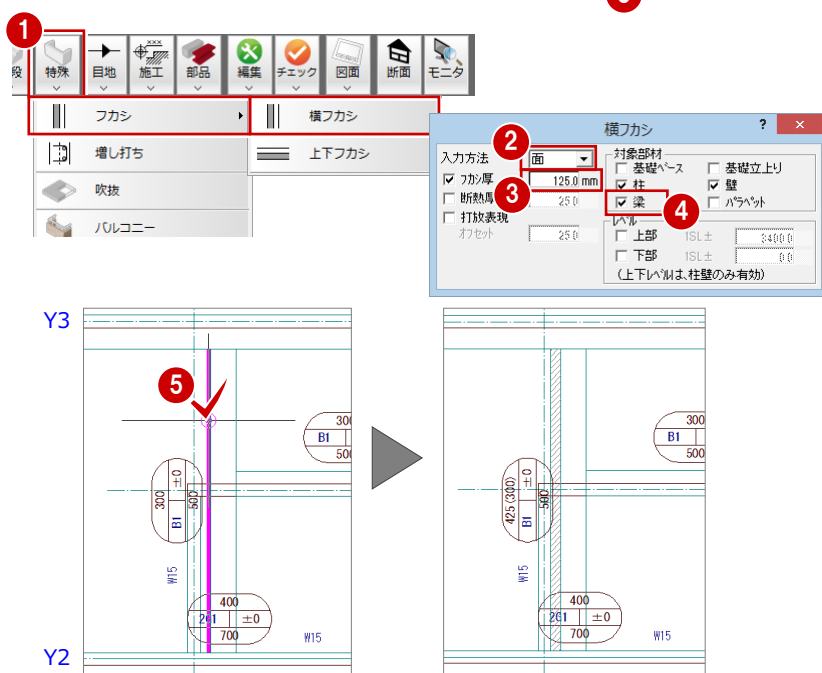 1
段 特殊 目地 施工 部品 編集 チェック 図面 断面 モニタ
フカシ 横フカシ
増し打ち 上下フカシ
吹抜
バルコニー
横フカシ ? ×
入力方法 2 面
フカシ厚 125.0 mm
断熱厚 3 25.0
打放表現
オフセット 25.0
対象部材
基礎ベース 基礎立上り
柱 壁
梁 4 パラペット
レベル
上部 1SL± 3400.0
下部 1SL± 0.0
(上下レベルは、柱壁のみ有効)
Y3
5
300
B1
500
300 B1 ±0 500
W15
400
2G1 ±0
700
W15
Y2
300
B1
500
425(300) B1 ±0 500
W15
400
2G1 ±0
700
W15